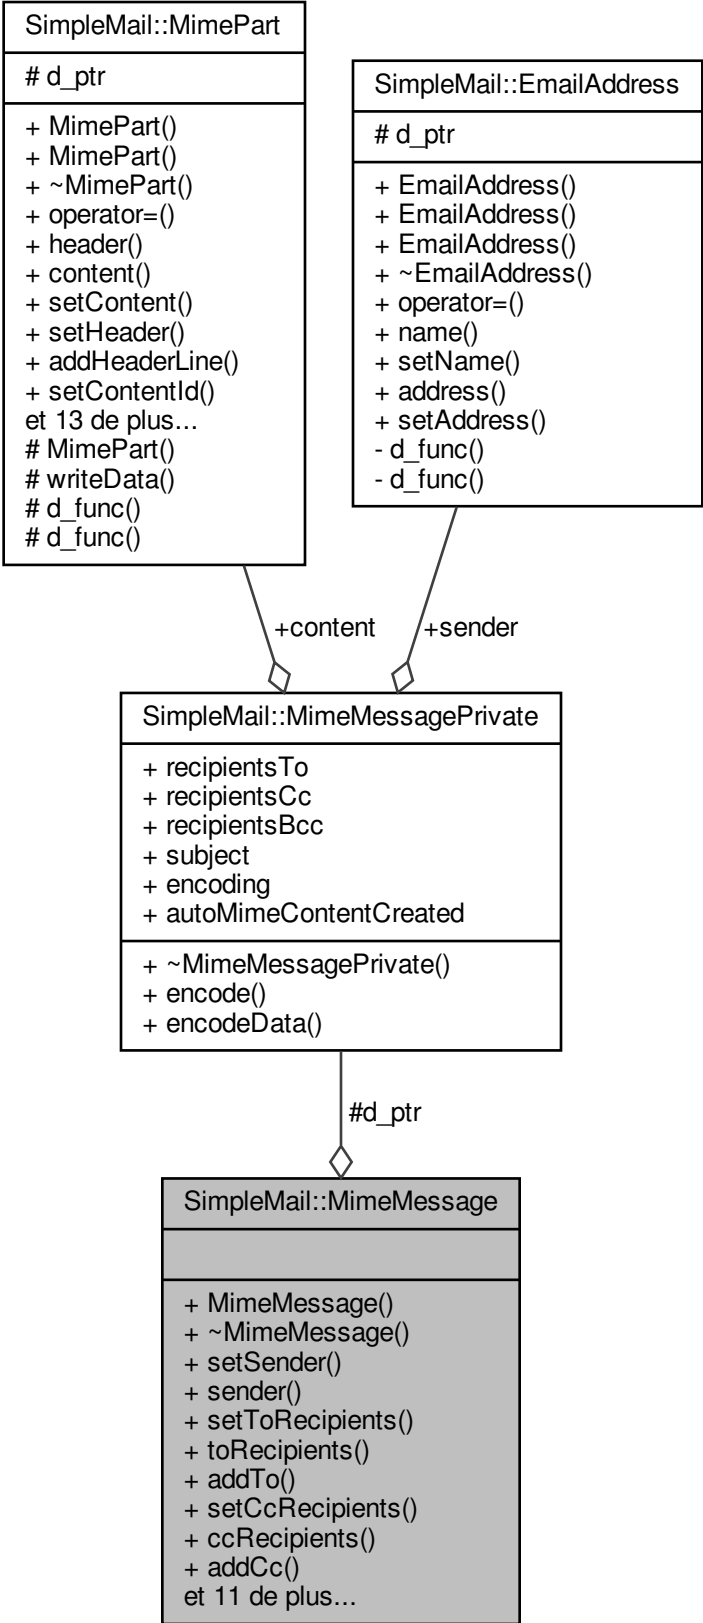 SimpleMail::MimePart
# d_ptr
+ MimePart()
+ MimePart()
+ ~MimePart()
+ operator=()
+ header()
+ content()
+ setContent()
+ setHeader()
+ addHeaderLine()
+ setContentId()
et 13 de plus...
# MimePart()
# writeData()
# d_func()
# d_func()
SimpleMail::EmailAddress
# d_ptr
+ EmailAddress()
+ EmailAddress()
+ EmailAddress()
+ ~EmailAddress()
+ operator=()
+ name()
+ setName()
+ address()
+ setAddress()
- d_func()
- d_func()
+content
+sender
SimpleMail::MimeMessagePrivate
+ recipientsTo
+ recipientsCc
+ recipientsBcc
+ subject
+ encoding
+ autoMimeContentCreated
+ ~MimeMessagePrivate()
+ encode()
+ encodeData()
#d_ptr
SimpleMail::MimeMessage
+ MimeMessage()
+ ~MimeMessage()
+ setSender()
+ sender()
+ setToRecipients()
+ toRecipients()
+ addTo()
+ setCcRecipients()
+ ccRecipients()
+ addCc()
et 11 de plus...